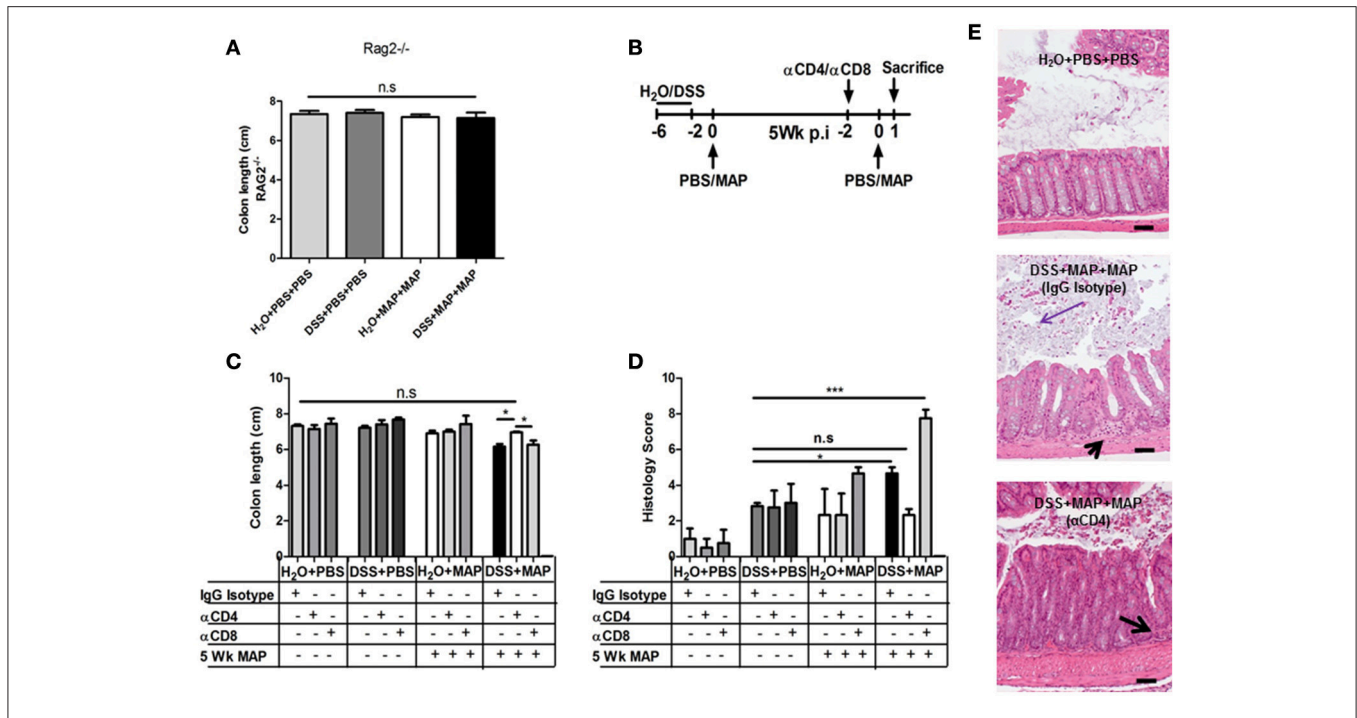 A
Rag2-/-
n.s
Colon length (cm)
RAG2-/-
8
6
4
2
0
H2O+PBS+PBS
DSS+PBS+PBS
H2O+MAP+MAP
DSS+MAP+MAP
B
αCD4/αCD8 Sacrifice
H2O/DSS
-6 -2 0 5Wk p.i -2 0 1
PBS/MAP PBS/MAP
C
n.s
* *
Colon length (cm)
10
8
6
4
2
0
H2O+PBS DSS+PBS H2O+MAP DSS+MAP
IgG Isotype + - - + - - + - - + - -
αCD4 - + - - + - - + - - + -
αCD8 - - + - - + - - + - - +
5 Wk MAP - - - - - - + + + + + +
D
***
n.s
*
Histology Score
10
8
6
4
2
0
H2O+PBS DSS+PBS H2O+MAP DSS+MAP
IgG Isotype + - - + - - + - - + - -
αCD4 - + - - + - - + - - + -
αCD8 - - + - - + - - + - - +
5 Wk MAP - - - - - - + + + + + +
E
H2O+PBS+PBS
DSS+MAP+MAP
(IgG Isotype)
DSS+MAP+MAP
(αCD4)